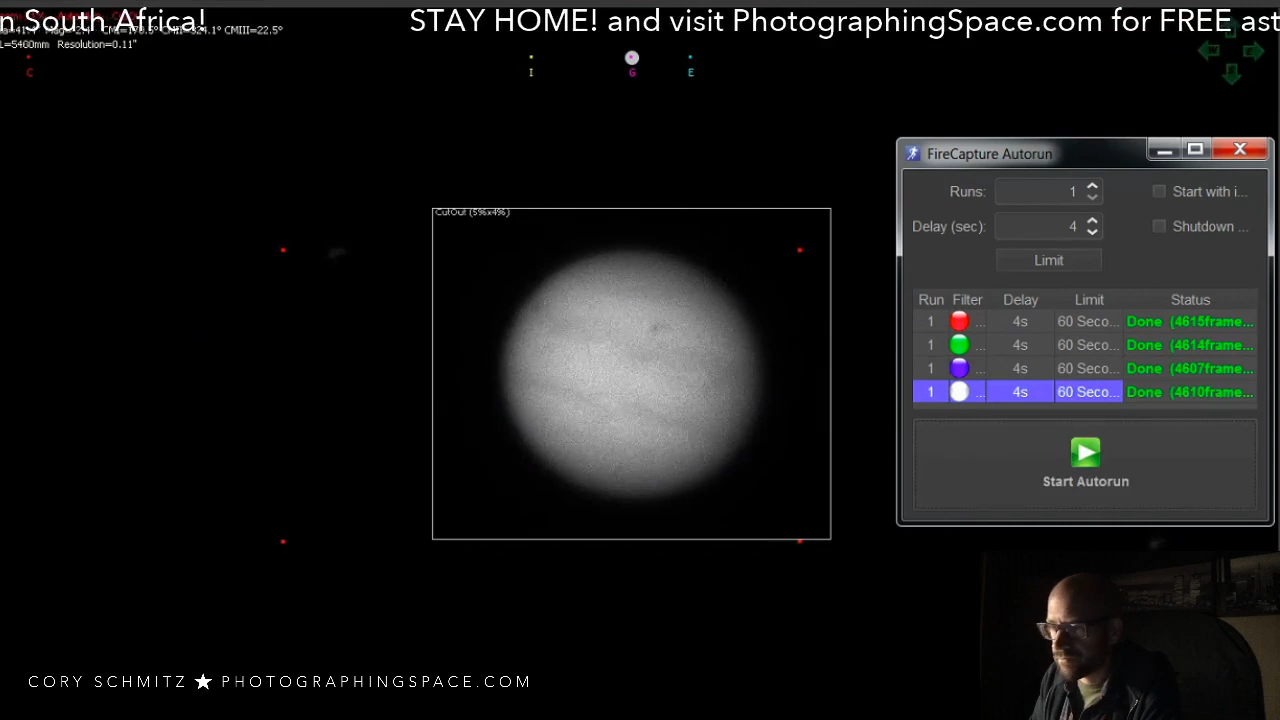 n South Africa! STAY HOME! and visit PhotographingSpace.com for FREE ast
L=5400mm Resolution=0.11"
C I G E
CutOut (5%x4%)
FireCapture Autorun
Runs: 1 Start with i...
Delay (sec): 4 Shutdown ...
Limit
Run Filter Delay Limit Status
1 ... 4s 60 Seco... Done (4615frame...
1 ... 4s 60 Seco... Done (4614frame...
1 ... 4s 60 Seco... Done (4607frame...
1 ... 4s 60 Seco... Done (4610frame...
Start Autorun
CORY SCHMITZ ★ PHOTOGRAPHINGSPACE.COM